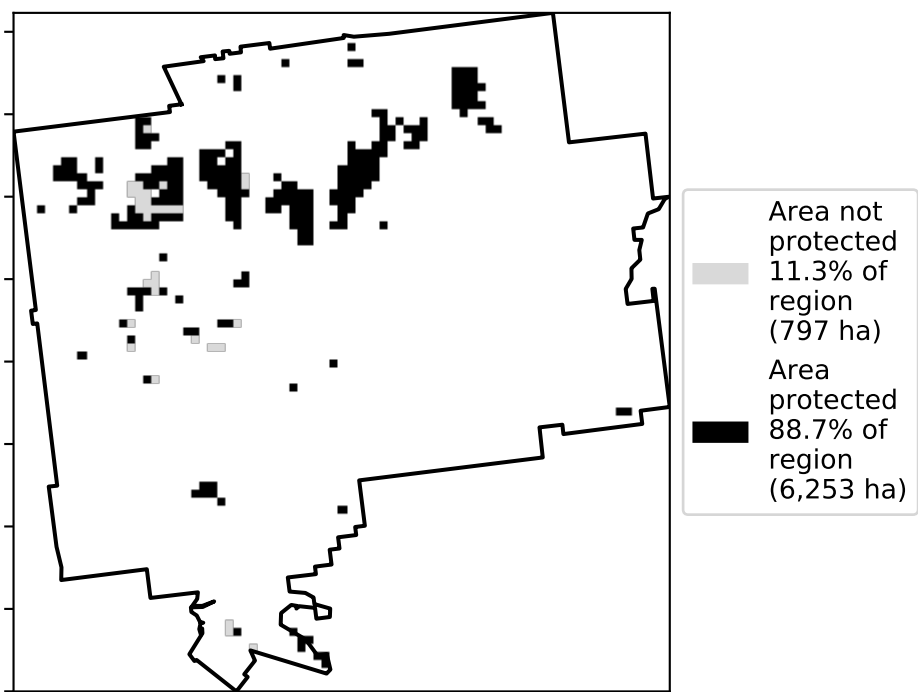 Area not
protected
11.3% of
region
(797 ha)
Area
protected
88.7% of
region
(6,253 ha)